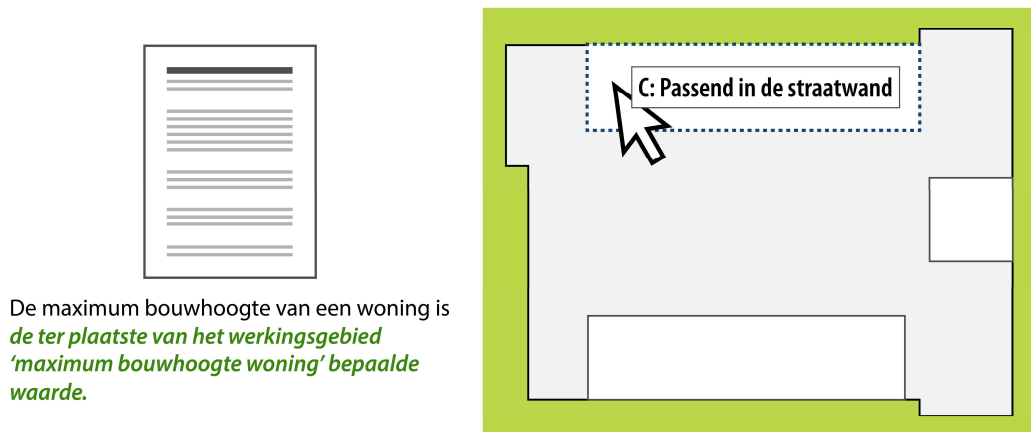 C: Passend in de straatwand
De maximum bouwhoogte van een woning is
de ter plaatste van het werkingsgebied
‘maximum bouwhoogte woning’ bepaalde
waarde.